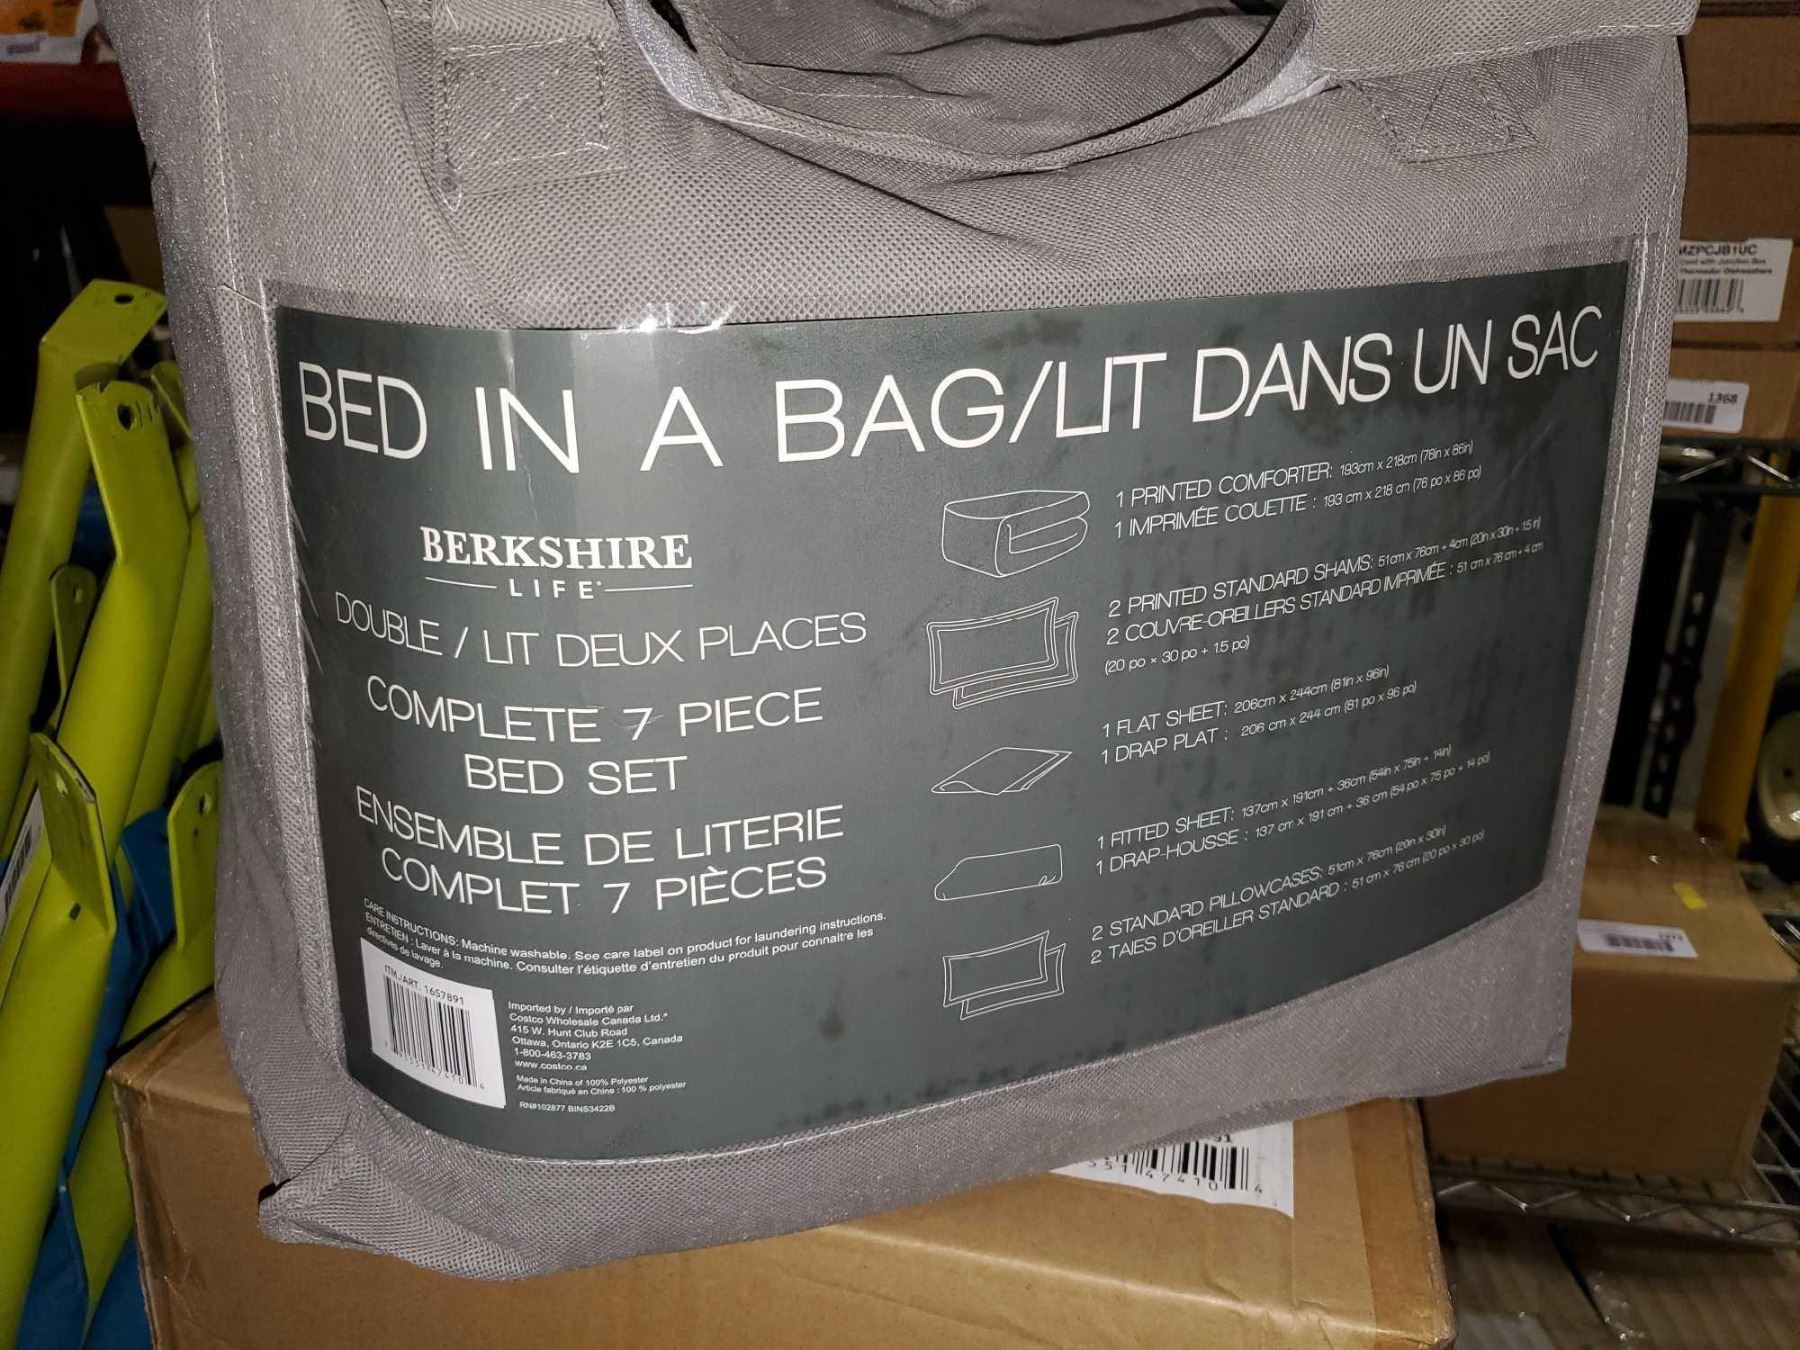 BED IN A BAG/LIT DANS UN SAC
BERKSHIRE
LIFE
DOUBLE / LIT DEUX PLACES
COMPLETE 7 PIECE
BED SET
ENSEMBLE DE LITERIE
COMPLET 7 PIÈCES
CARE INSTRUCTIONS: Machine washable. See care label on product for laundering instructions.
ENTRETIEN : Laver à la machine. Consulter l'étiquette d'entretien du produit pour connaître les
directives de lavage.
ITM./ART. 1657891
Imported by / Importé par
Costco Wholesale Canada Ltd.*
415 W. Hunt Club Road
Ottawa, Ontario K2E 1C5, Canada
1-800-463-3783
www.costco.ca
Made in China of 100% Polyester
Article fabriqué en Chine : 100 % polyester
RN#102877 BINS3422B
1 PRINTED COMFORTER: 193cm x 218cm (76in x 86in)
1 IMPRIMÉE COUETTE : 193 cm x 218 cm (76 po x 86 po)
2 PRINTED STANDARD SHAMS: 51cm x 76cm + 4cm (20in x 30in + 1.5 in)
2 COUVRE-OREILLERS STANDARD IMPRIMÉE : 51 cm x 76 cm + 4 cm
(20 po × 30 po + 1.5 po)
1 FLAT SHEET: 206cm x 244cm (81in x 96in)
1 DRAP PLAT : 206 cm x 244 cm (81 po x 96 po)
1 FITTED SHEET: 137cm x 191cm + 36cm (54in x 75in + 14in)
1 DRAP-HOUSSE : 137 cm x 191 cm + 36 cm (54 po x 75 po + 14 po)
2 STANDARD PILLOWCASES: 51cm x 76cm (20in x 30in)
2 TAIES D'OREILLER STANDARD : 51 cm x 76 cm (20 po x 30 po)
MZPCJB1UC
1368